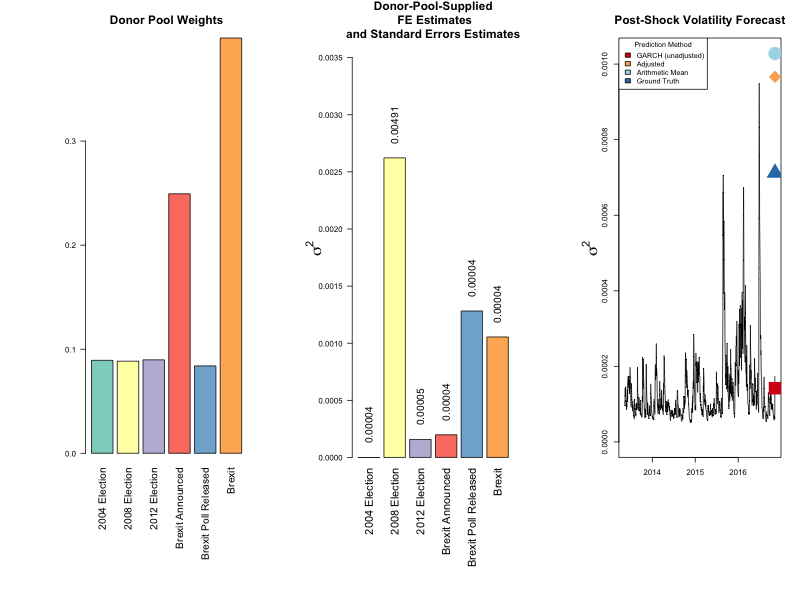 Donor Pool Weights
0.3
0.2
0.1
0.0
2004 Election
2008 Election
2012 Election
Brexit Announced
Brexit Poll Released
Brexit
Donor-Pool-Supplied
FE Estimates
and Standard Errors Estimates
σ2
0.0035
0.0030
0.0025
0.0020
0.0015
0.0010
0.0005
0.0000
0.00004
0.00491
0.00005
0.00004
0.00004
0.00004
2004 Election
2008 Election
2012 Election
Brexit Announced
Brexit Poll Released
Brexit
Post-Shock Volatility Forecast
σ2
0.0010
0.0008
0.0006
0.0004
0.0002
0.0000
Prediction Method
GARCH (unadjusted)
Adjusted
Arithmetic Mean
Ground Truth
2014
2015
2016